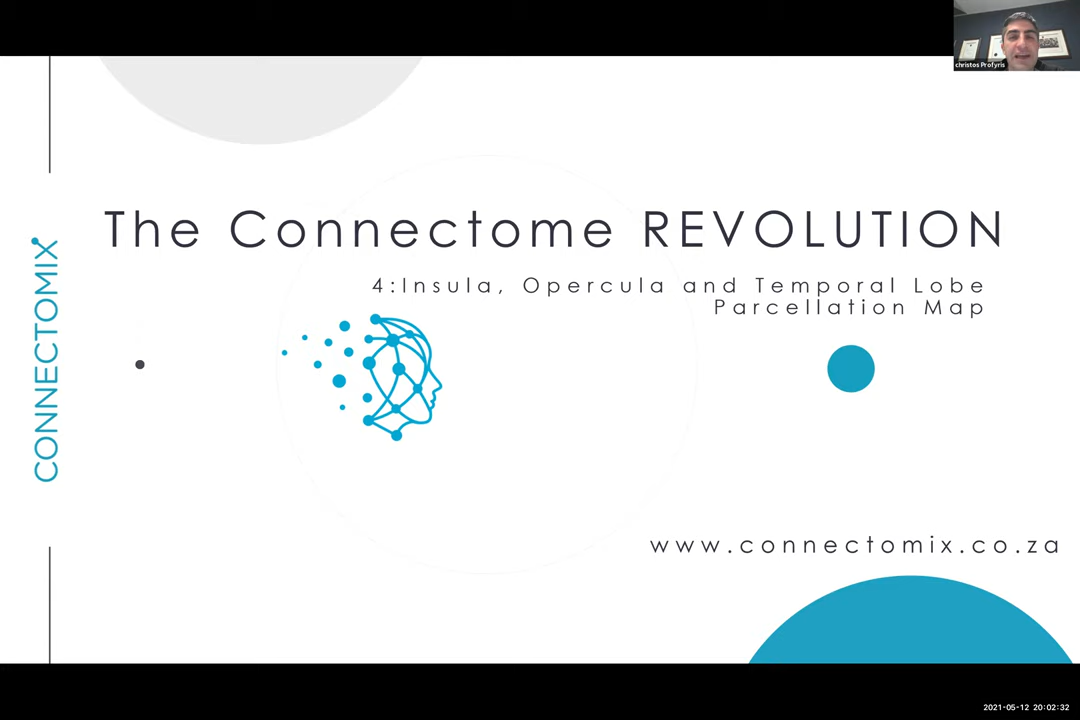 christos Profyris
The Connectome REVOLUTION
4:Insula, Opercula and Temporal Lobe
Parcellation Map
CONNECTOMIX
www.connectomix.co.za
2021-05-12 20:02:32